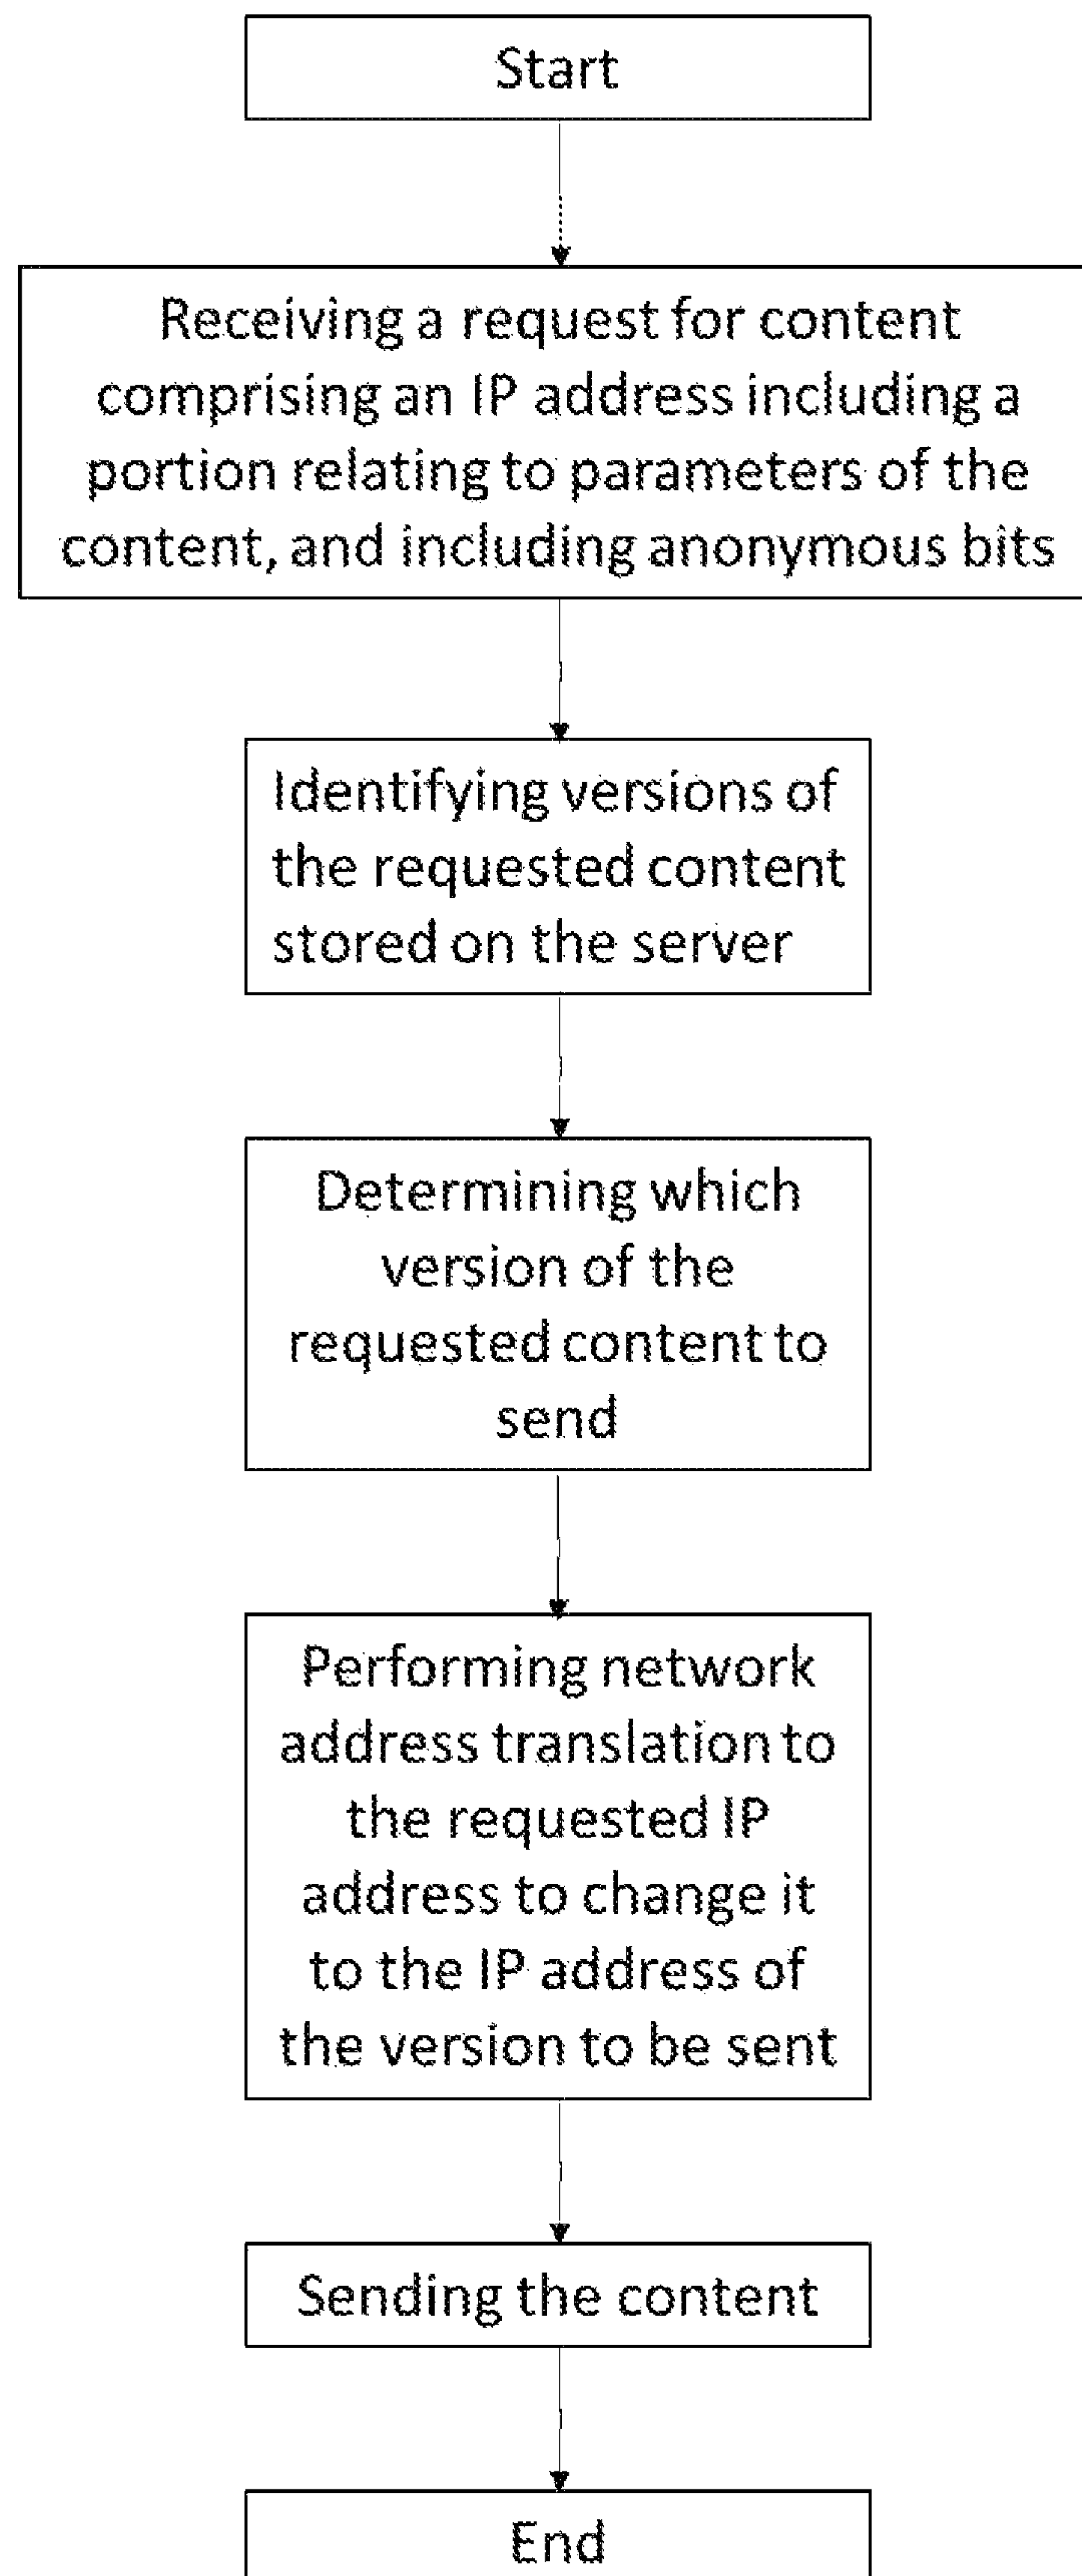 Start
Receiving a request for content
comprising an IP address including a
portion relating to parameters of the
content, and including anonymous bits
Identifying versions of
the requested content
stored on the server
Determining which
version of the
requested content to
send
Performing network
address translation to
the requested IP
address to change it
to the IP address of
the version to be sent
Sending the content
End